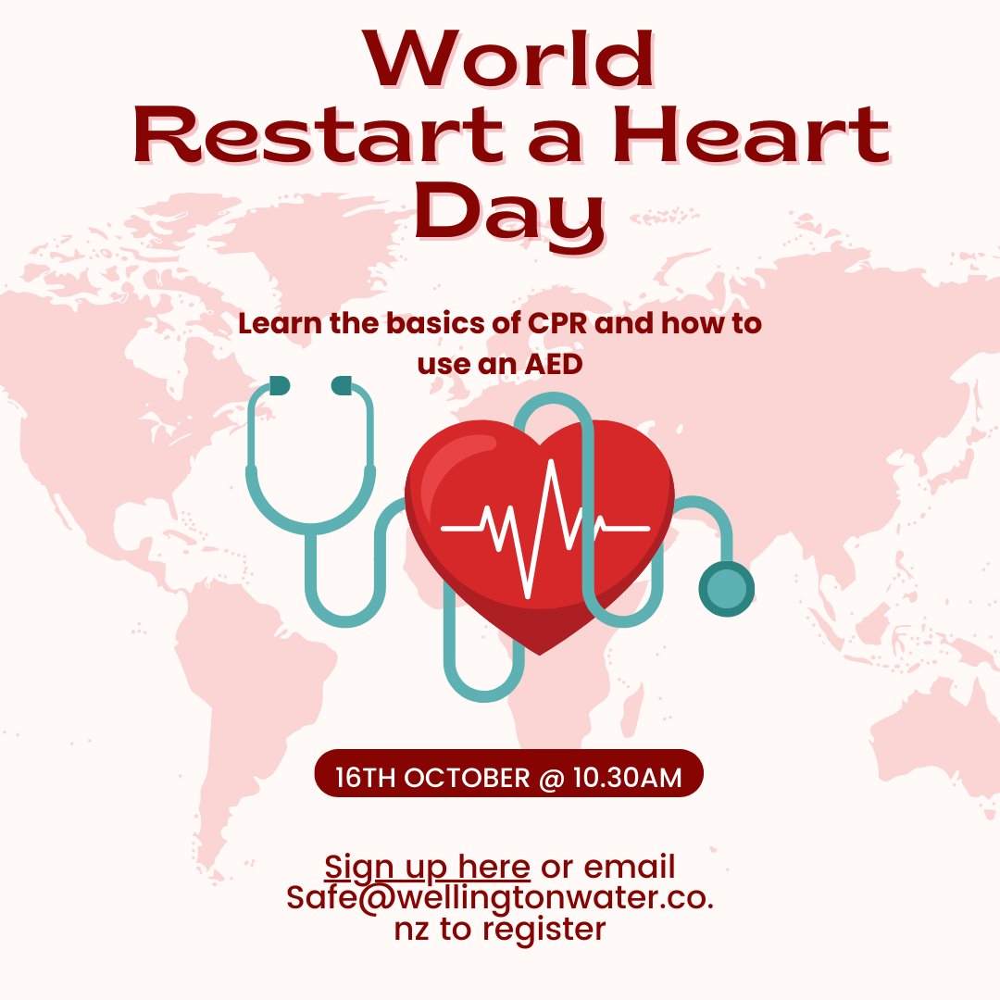 World
Restart a Heart
Day
Learn the basics of CPR and how to
use an AED
16TH OCTOBER @ 10.30AM
Sign up here or email
Safe@wellingtonwater.co.
nz to register